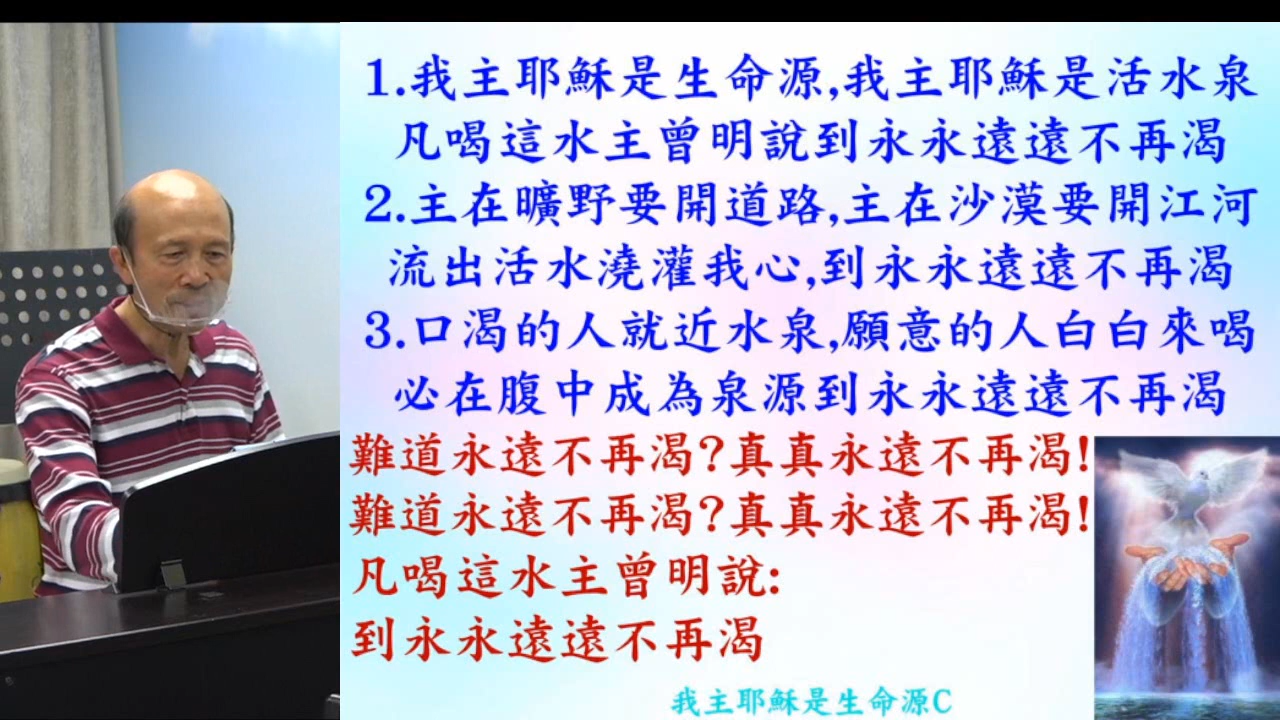 1.我主耶穌是生命源,我主耶穌是活水泉
凡喝這水主曾明說到永永遠遠不再渴
2.主在曠野要開道路,主在沙漠要開江河
流出活水澆灌我心,到永永遠遠不再渴
3.口渴的人就近水泉,願意的人白白來喝
必在腹中成為泉源到永永遠遠不再渴
難道永遠不再渴?真真永遠不再渴!
難道永遠不再渴?真真永遠不再渴!
凡喝這水主曾明說:
到永永遠遠不再渴
我主耶穌是生命源C